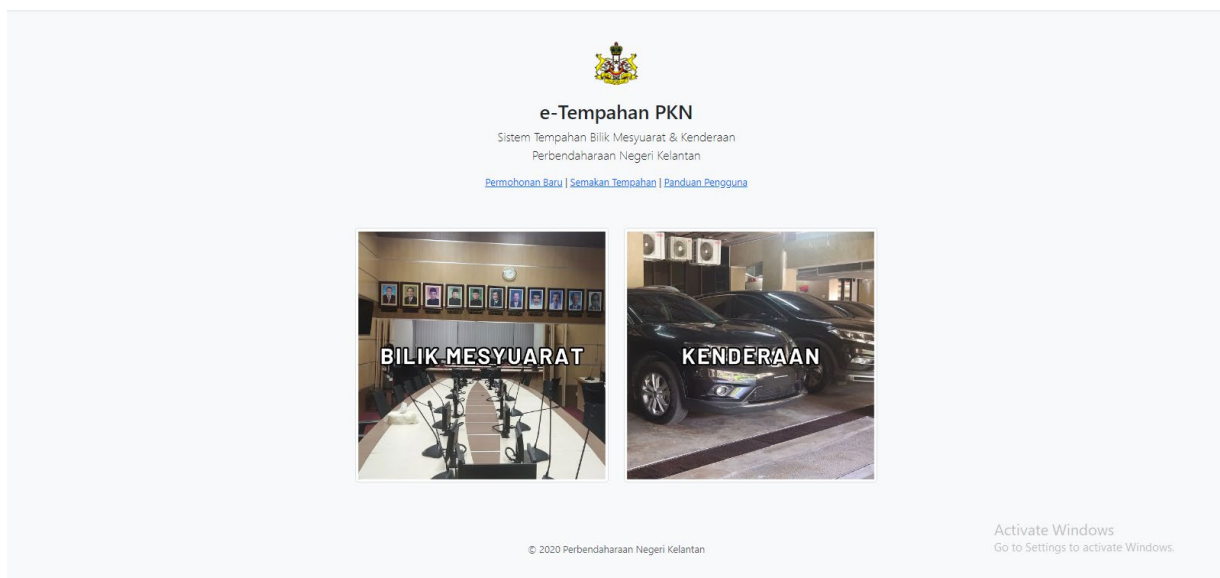 e-Tempahan PKN
Sistem Tempahan Bilik Mesyuarat & Kenderaan
Perbendaharaan Negeri Kelantan
Permohonan Baru | Semakan Tempahan | Panduan Pengguna
BILIK MESYUARAT
KENDERAAN
© 2020 Perbendaharaan Negeri Kelantan
Activate Windows
Go to Settings to activate Windows.